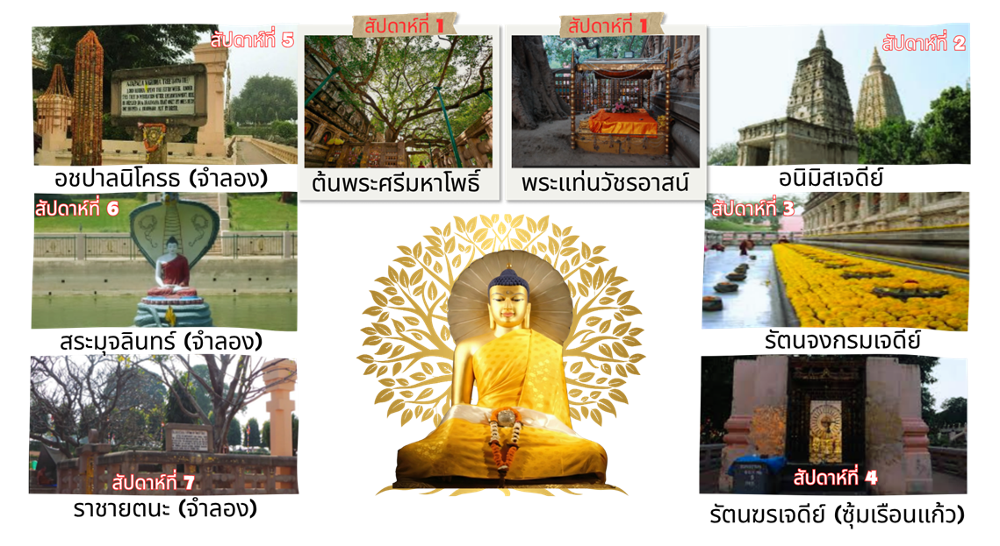 สัปดาห์ที่ 1
ต้นพระศรีมหาโพธิ์
สัปดาห์ที่ 1
พระแท่นวัชรอาสน์
สัปดาห์ที่ 2
อนิมิสเจดีย์
สัปดาห์ที่ 3
รัตนจงกรมเจดีย์
สัปดาห์ที่ 4
รัตนฆรเจดีย์ (ซุ้มเรือนแก้ว)
สัปดาห์ที่ 5
อชปาลนิโครธ (จำลอง)
สัปดาห์ที่ 6
สระมุจลินทร์ (จำลอง)
สัปดาห์ที่ 7
ราชายตนะ (จำลอง)